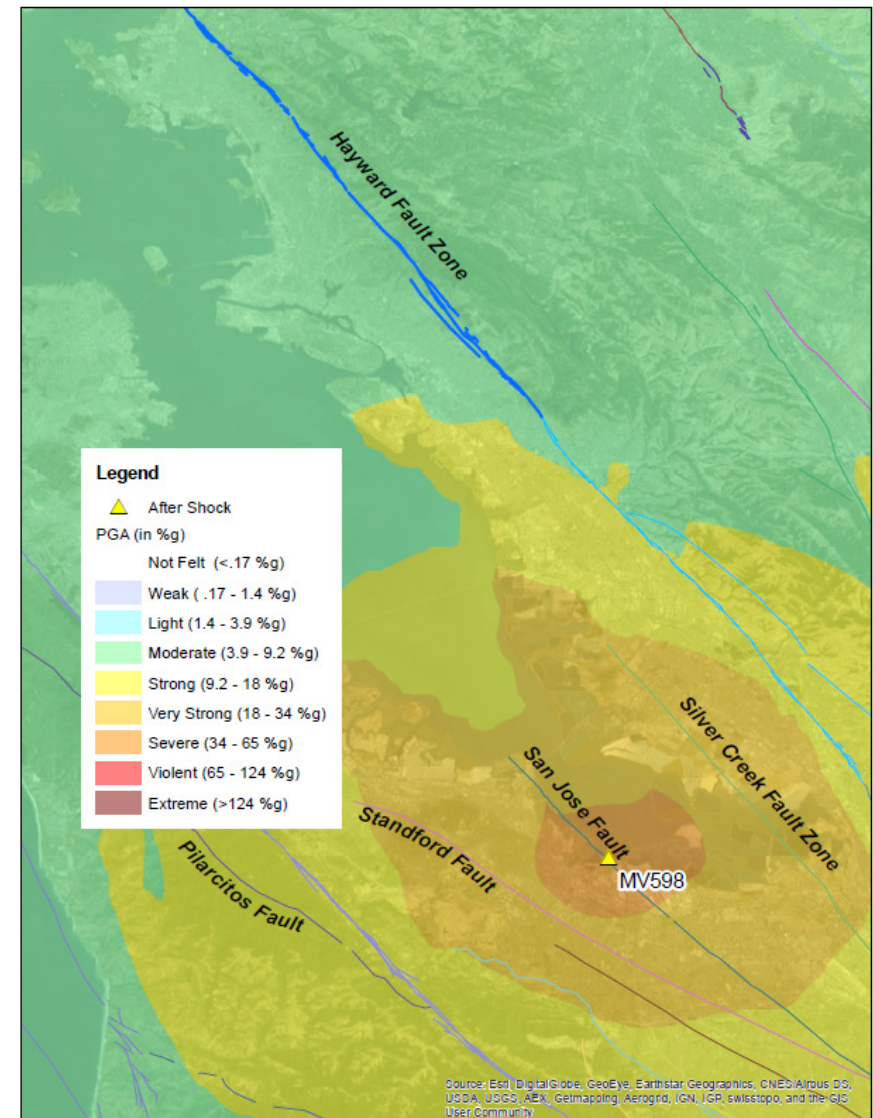 Hayward Fault Zone
Legend
After Shock
PGA (in %g)
Not Felt (<.17 %g)
Weak ( .17 - 1.4 %g)
Light (1.4 - 3.9 %g)
Moderate (3.9 - 9.2 %g)
Strong (9.2 - 18 %g)
Very Strong (18 - 34 %g)
Severe (34 - 65 %g)
Violent (65 - 124 %g)
Extreme (>124 %g)
Silver Creek Fault Zone
San Jose Fault
Standford Fault
Pilarcitos Fault
MV598
Source: Esri, DigitalGlobe, GeoEye, Earthstar Geographics, CNES/Airbus DS,
USDA, USGS, AEX, Getmapping, Aerogrid, IGN, IGP, swisstopo, and the GIS
User Community